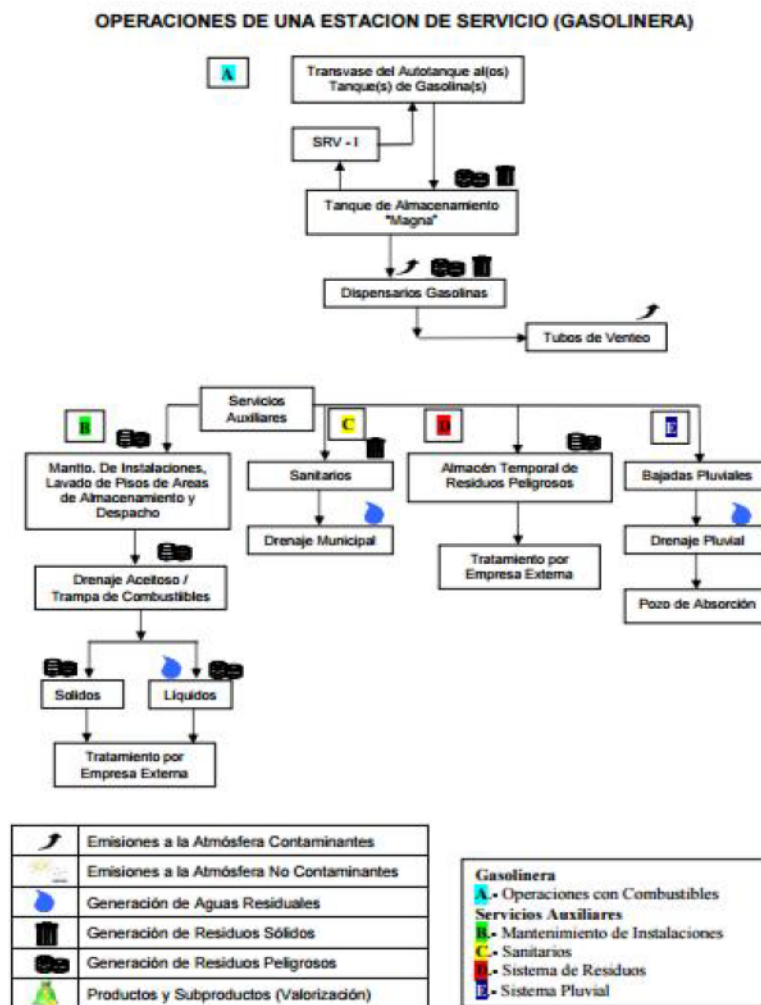 OPERACIONES DE UNA ESTACION DE SERVICIO (GASOLINERA)
A
Transvase del Autotanque al(os)
Tanque(s) de Gasolina(s)
SRV - I
Tanque de Almacenamiento
"Magna"
Dispensarios Gasolinas
Tubos de Venteo
Servicios
Auxiliares
B
C
D
E
Mantto. De Instalaciones,
Lavado de Pisos de Areas
de Almacenamiento y
Despacho
Sanitarios
Almacén Temporal de
Residuos Peligrosos
Bajadas Pluviales
Drenaje Municipal
Drenaje Pluvial
Tratamiento por
Empresa Externa
Drenaje Aceitoso /
Trampa de Combustiibles
Pozo de Absorción
Solidos
Líquidos
Tratamiento por
Empresa Externa
Emisiones a la Atmósfera Contaminantes
Emisiones a la Atmósfera No Contaminantes
Generación de Aguas Residuales
Generación de Residuos Sólidos
Generación de Residuos Peligrosos
Productos y Subproductos (Valorización)
Gasolinera
A.- Operaciones con Combustibles
Servicios Auxiliares
B.- Mantenimiento de Instalaciones
C.- Sanitarios
D.- Sistema de Residuos
E.- Sistema Pluvial